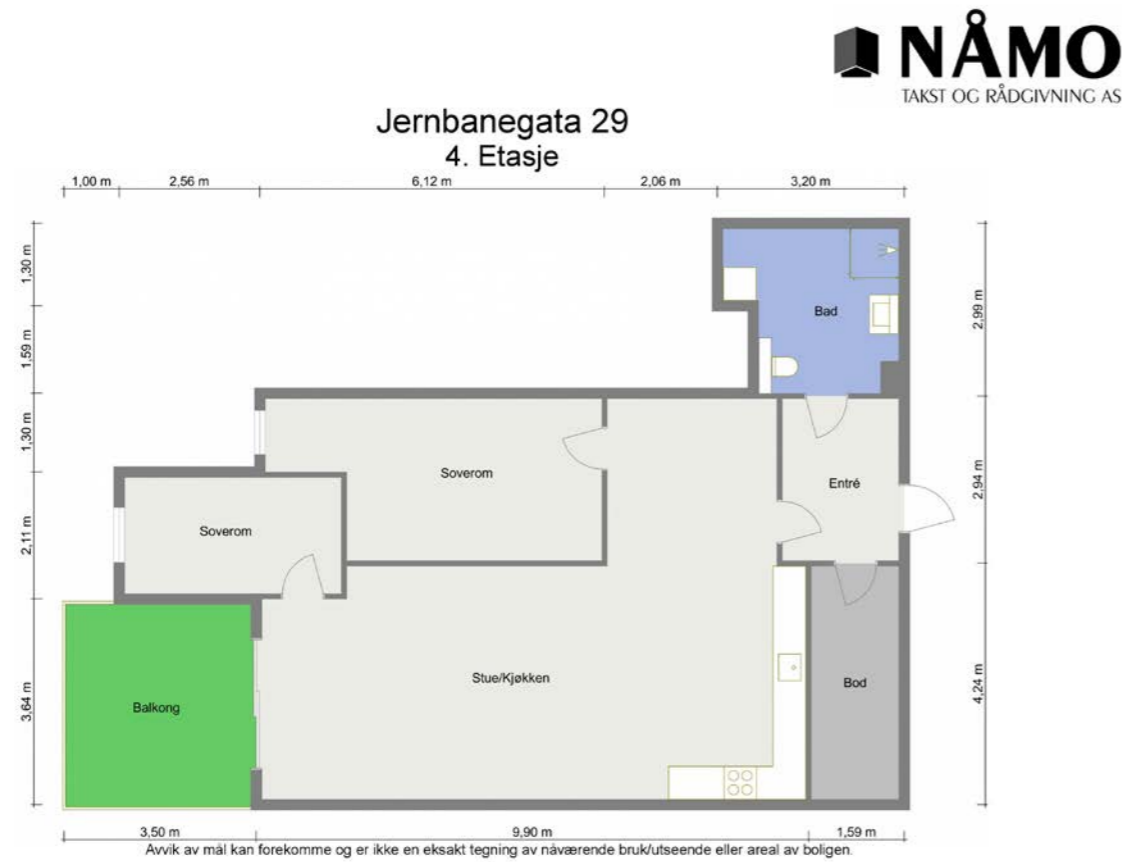 NÅMO
TAKST OG RÅDGIVNING AS
Jernbanegata 29
4. Etasje
1,00 m
2,56 m
6,12 m
2,06 m
3,20 m
1,30 m
1,59 m
1,30 m
2,11 m
3,64 m
Bad
Soverom
Entré
Soverom
Stue/Kjøkken
Bod
Balkong
2,99 m
2,94 m
4,24 m
3,50 m
9,90 m
1,59 m
Avvik av mål kan forekomme og er ikke en eksakt tegning av nåværende bruk/utseende eller areal av boligen.